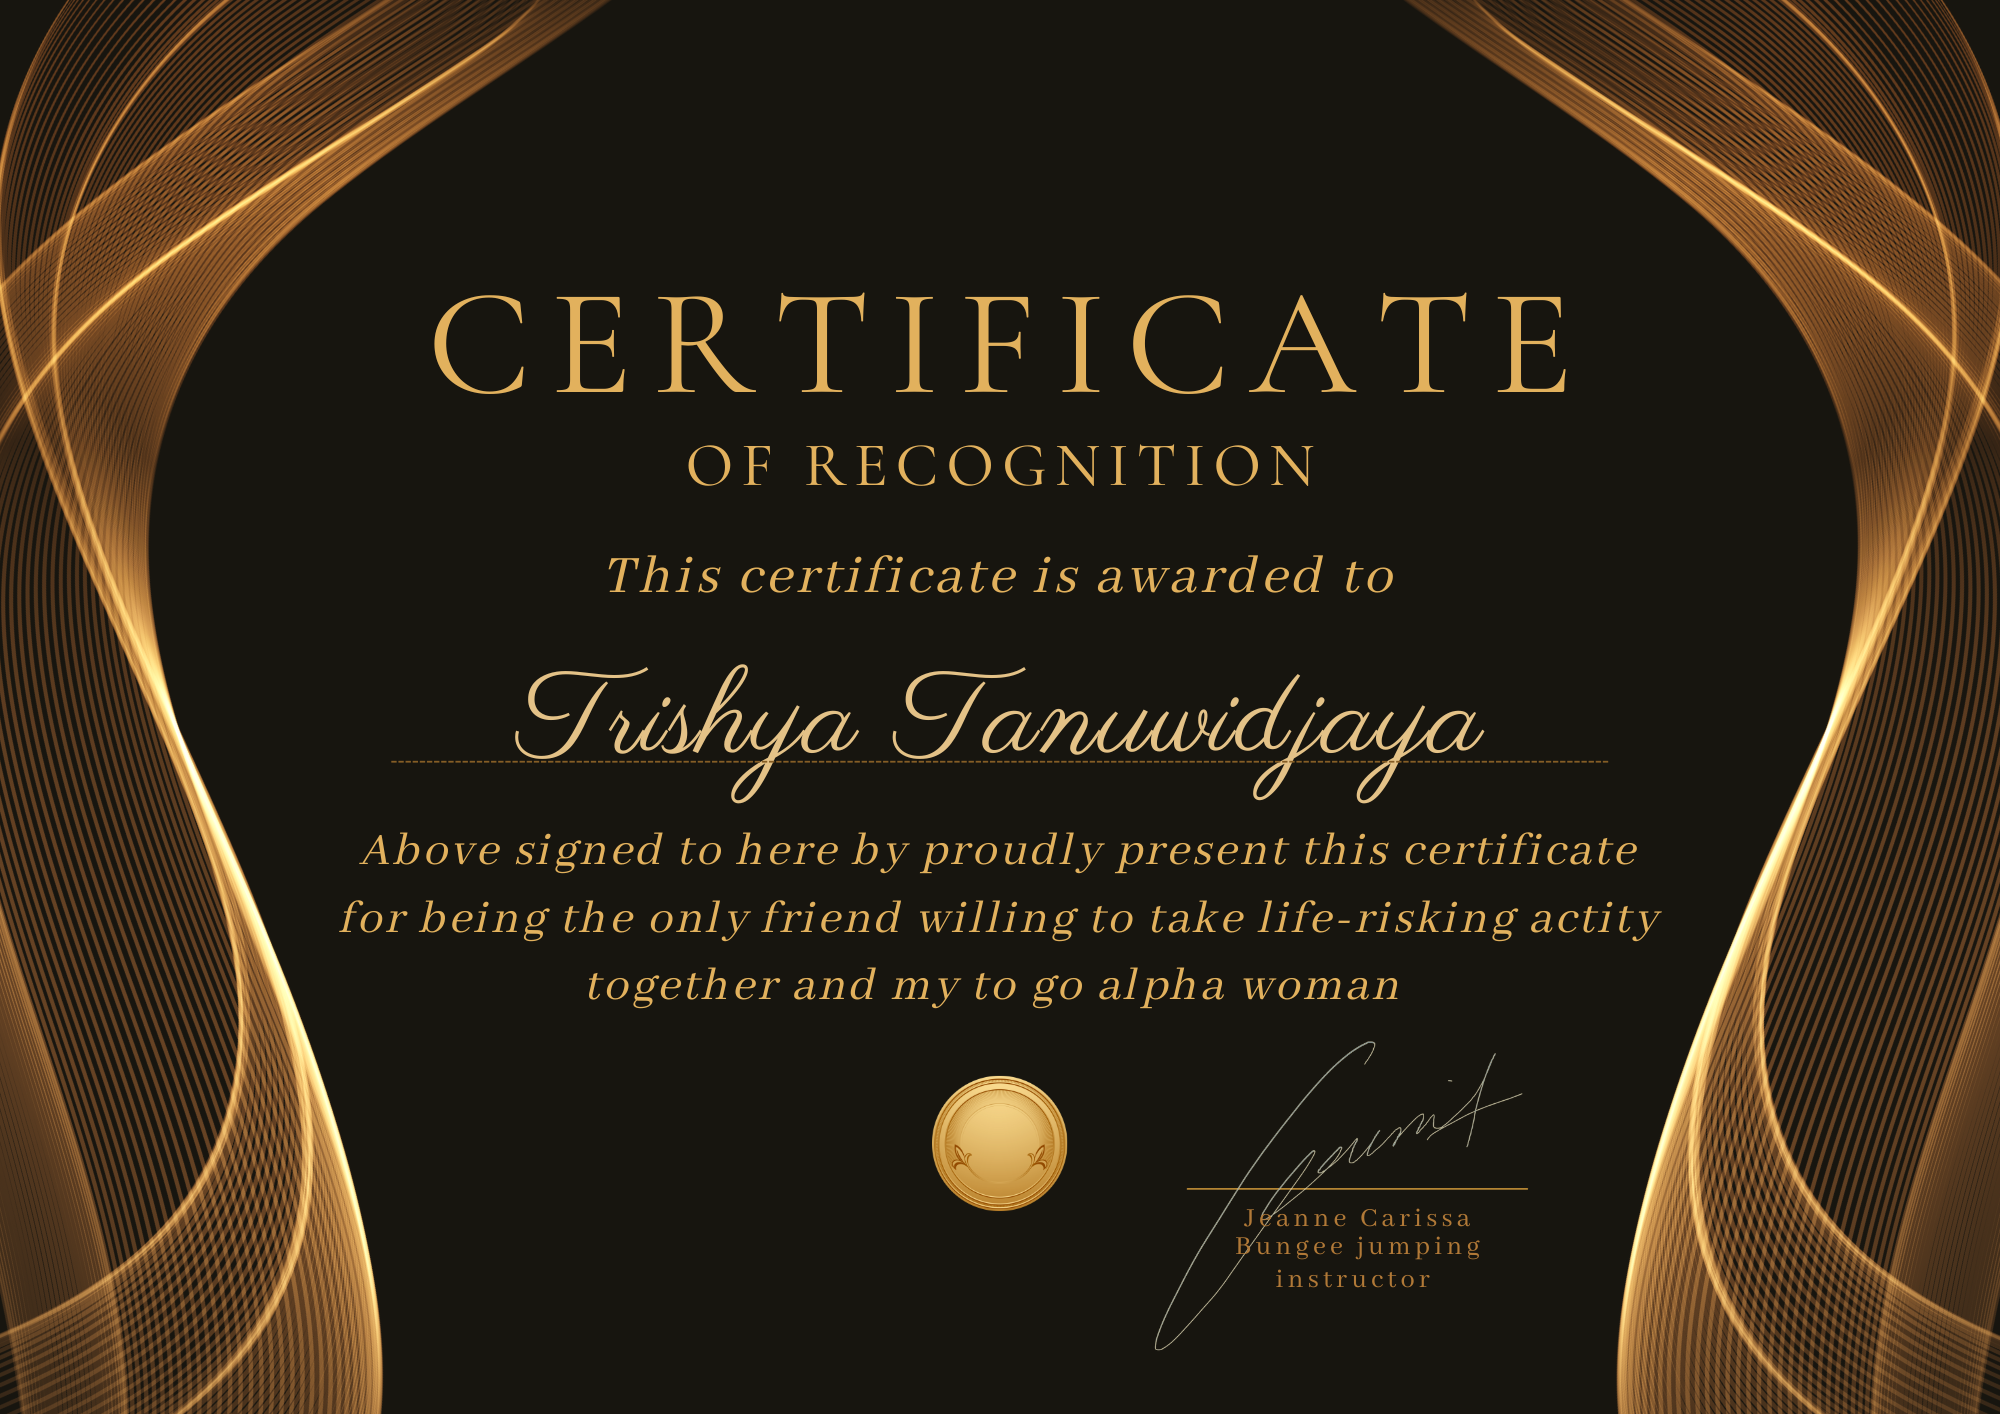 CERTIFICATE
OF RECOGNITION
This certificate is awarded to
Trishya Tanuwidjaya
Above signed to here by proudly present this certificate
for being the only friend willing to take life-risking actity
together and my to go alpha woman
Jeanne Carissa
Bungee jumping
instructor